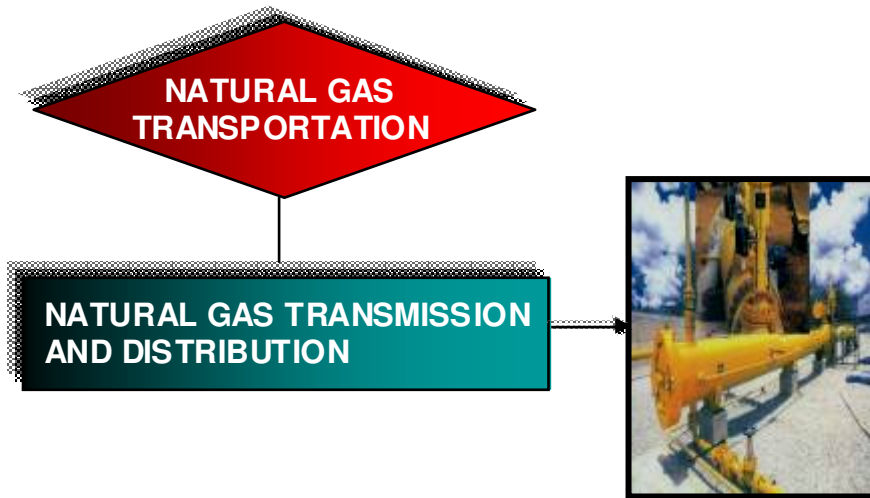 NATURAL GAS
TRANSPORTATION
NATURAL GAS TRANSMISSION
AND DISTRIBUTION